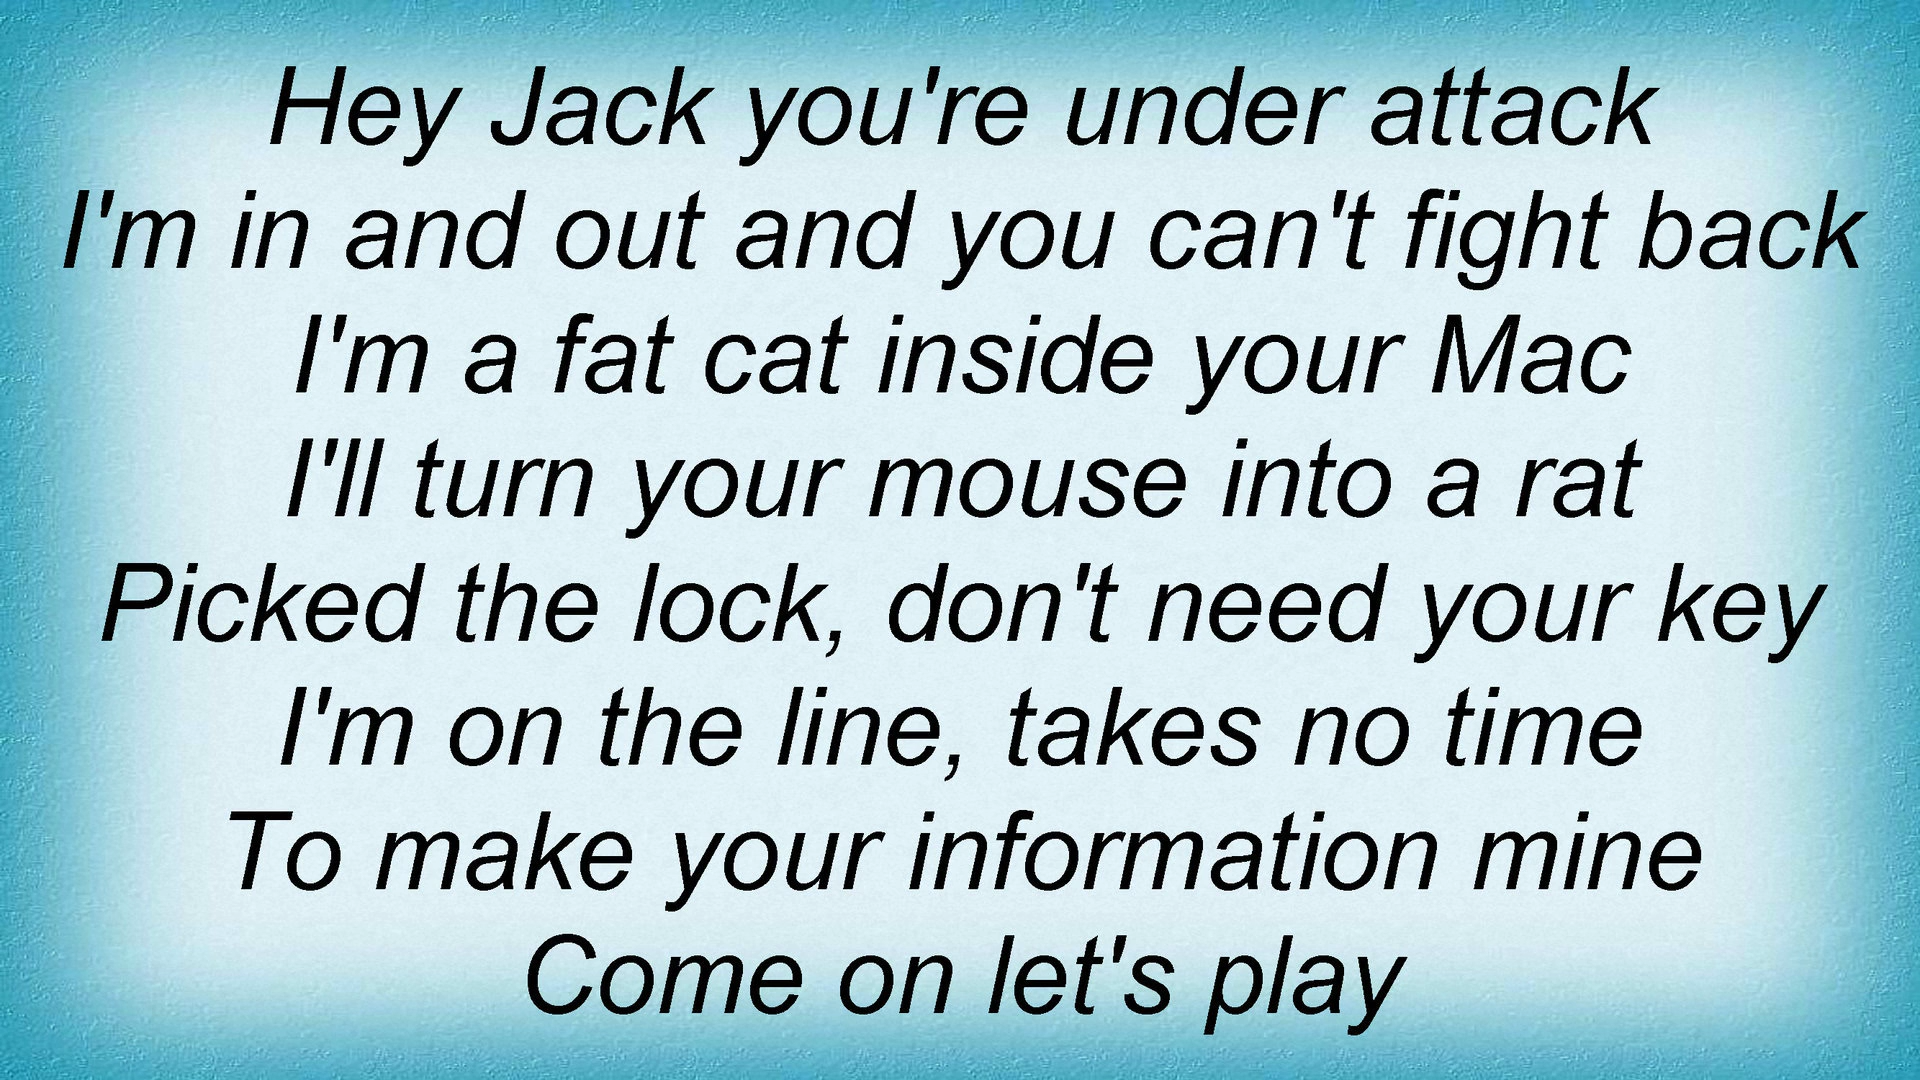 Hey Jack you're under attack
I'm in and out and you can't fight back
I'm a fat cat inside your Mac
I'll turn your mouse into a rat
Picked the lock, don't need your key
I'm on the line, takes no time
To make your information mine
Come on let's play